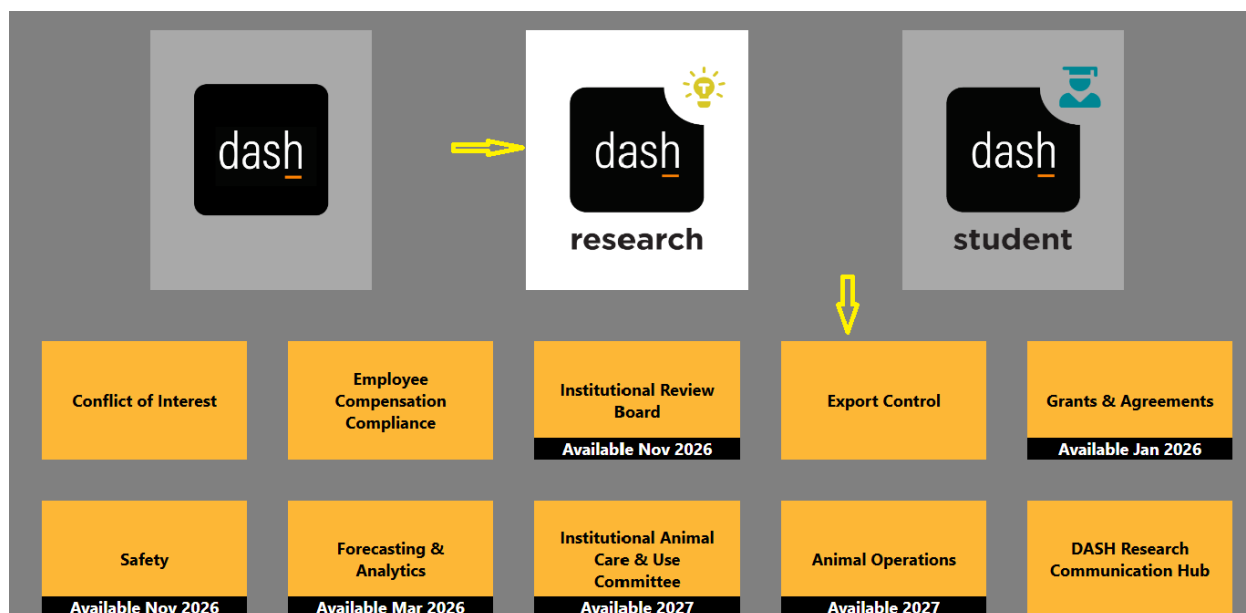 dash
dash
research
dash
student
Conflict of Interest
Employee
Compensation
Compliance
Institutional Review
Board
Available Nov 2026
Export Control
Grants & Agreements
Available Jan 2026
Safety
Available Nov 2026
Forecasting &
Analytics
Available Mar 2026
Institutional Animal
Care & Use
Committee
Available 2027
Animal Operations
Available 2027
DASH Research
Communication Hub